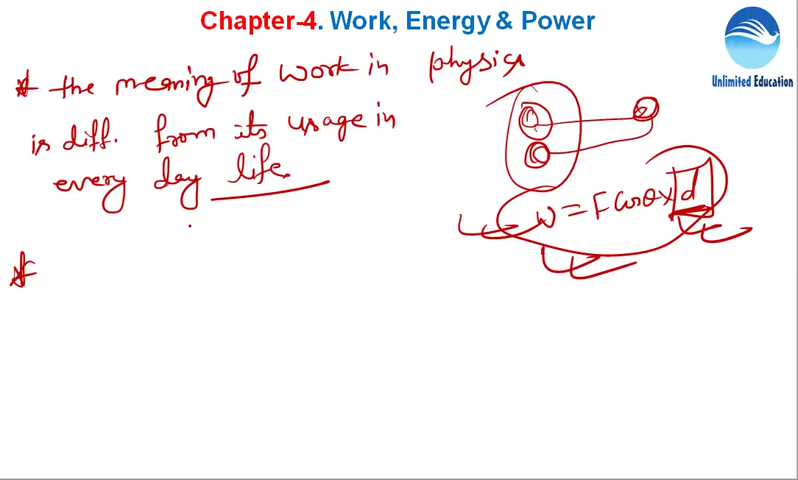 Chapter-4. Work, Energy & Power
Unlimited Education
* the meaning of work in physics
is diff. from its usage in
every day life
W = F cosθ x d
*